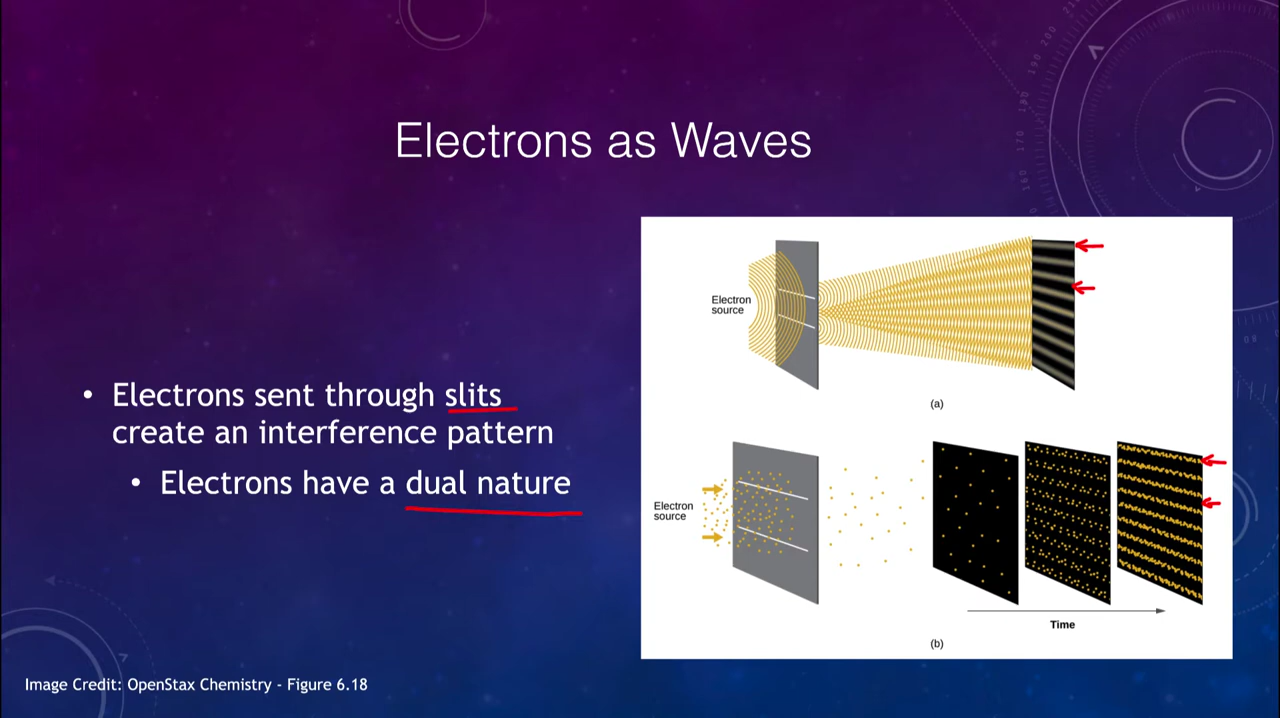 Electrons as Waves
• Electrons sent through slits
create an interference pattern
• Electrons have a dual nature
Electron
source
(a)
Electron
source
Time
(b)
Image Credit: OpenStax Chemistry - Figure 6.18